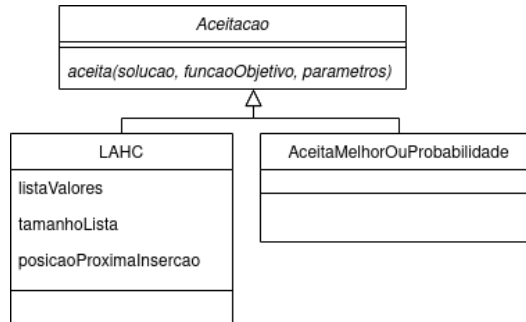 Aceitacao
aceita(solucao, funcaoObjetivo, parametros)
LAHC
listaValores
tamanhoLista
posicaoProximaInsercao
AceitaMelhorOuProbabilidade